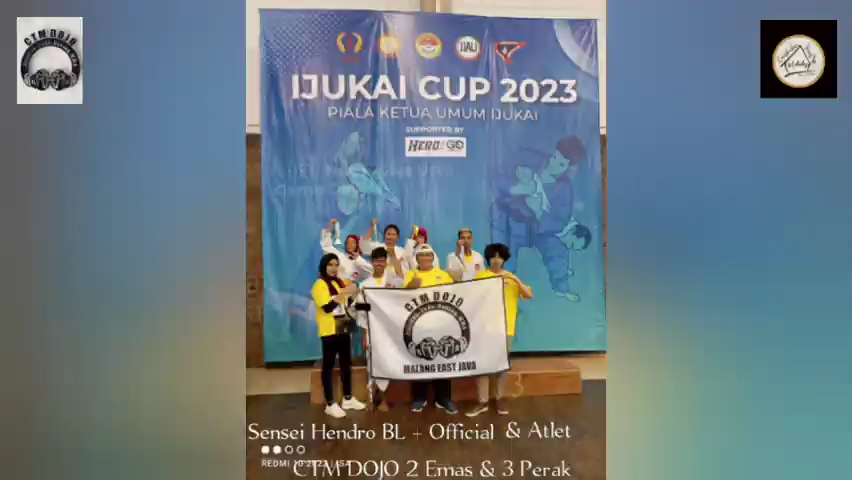 CTM DOJO
IJUKAI CUP 2023
PIALA KETUA UMUM IJUKAI
SUPPORTED BY
HERO GO
CTM DOJO
MALANG EAST JAVA
3
Sensei Hendro BL + Official & Atlet
CTM DOJO 2 Emas & 3 Perak